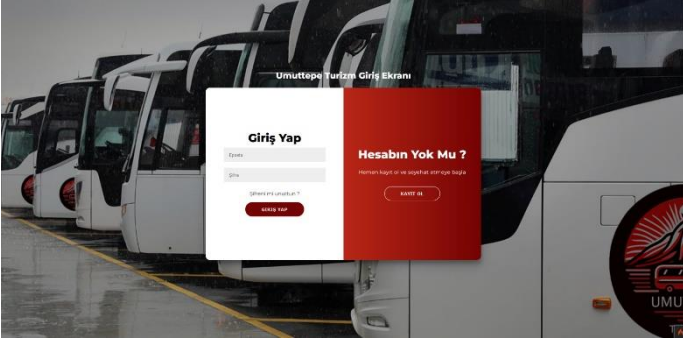 Umuttepe Turizm Giriş Ekranı
Giriş Yap
Eposta
Şifre
Şifreni mi unuttun ?
GİRİŞ YAP
Hesabın Yok Mu ?
Hemen kayıt ol ve seyahat etmeye başla
KAYIT OL
UMU